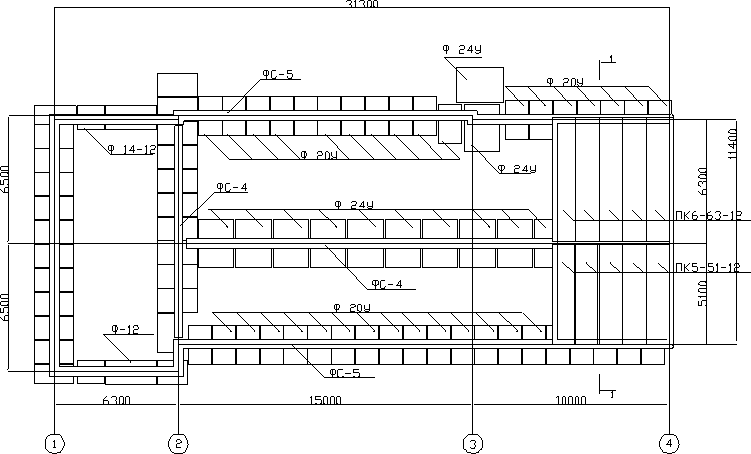 31300
Ф 24У
1
ФС-5
Ф 20У
Ф 14-12
Ф 20У
Ф 24У
6500
6300
11400
ФС-4
Ф 24У
ПК6-63-12
ПК5-51-12
ФС-4
6500
5100
Ф 20У
Ф-12
ФС-5
1
6300
15000
10000
1
2
3
4